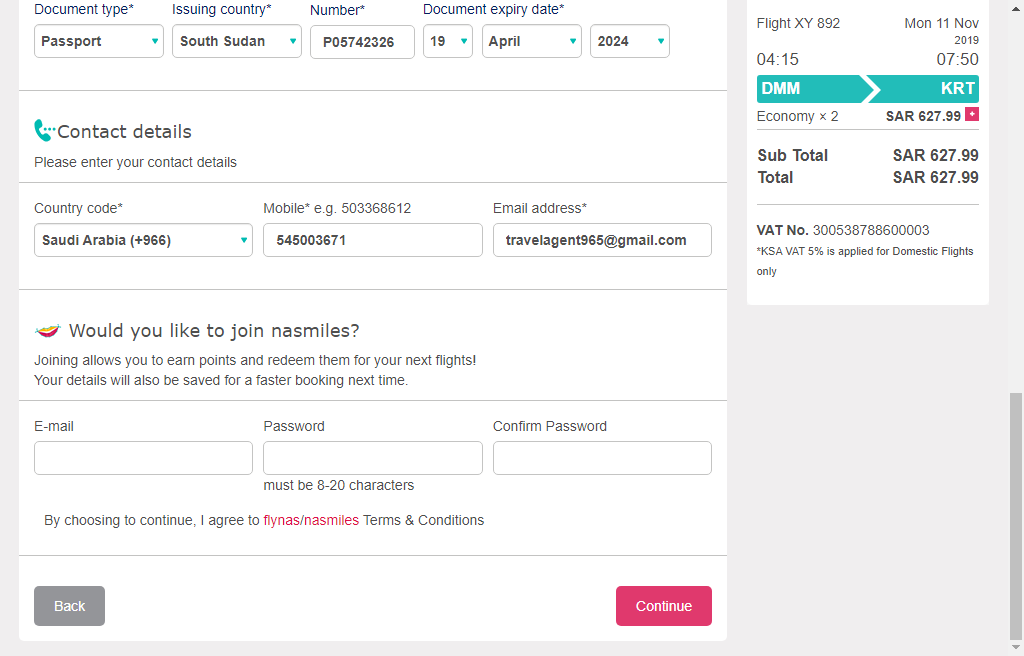 Document type* Issuing country* Number* Document expiry date*
Passport South Sudan P05742326 19 April 2024
Contact details
Please enter your contact details
Country code* Mobile* e.g. 503368612 Email address*
Saudi Arabia (+966) 545003671 travelagent965@gmail.com
Would you like to join nasmiles?
Joining allows you to earn points and redeem them for your next flights!
Your details will also be saved for a faster booking next time.
E-mail Password Confirm Password
must be 8-20 characters
By choosing to continue, I agree to flynas/nasmiles Terms & Conditions
Back Continue
Flight XY 892 Mon 11 Nov
2019
04:15 07:50
DMM KRT
Economy × 2 SAR 627.99 +
Sub Total SAR 627.99
Total SAR 627.99
VAT No. 300538788600003
*KSA VAT 5% is applied for Domestic Flights
only